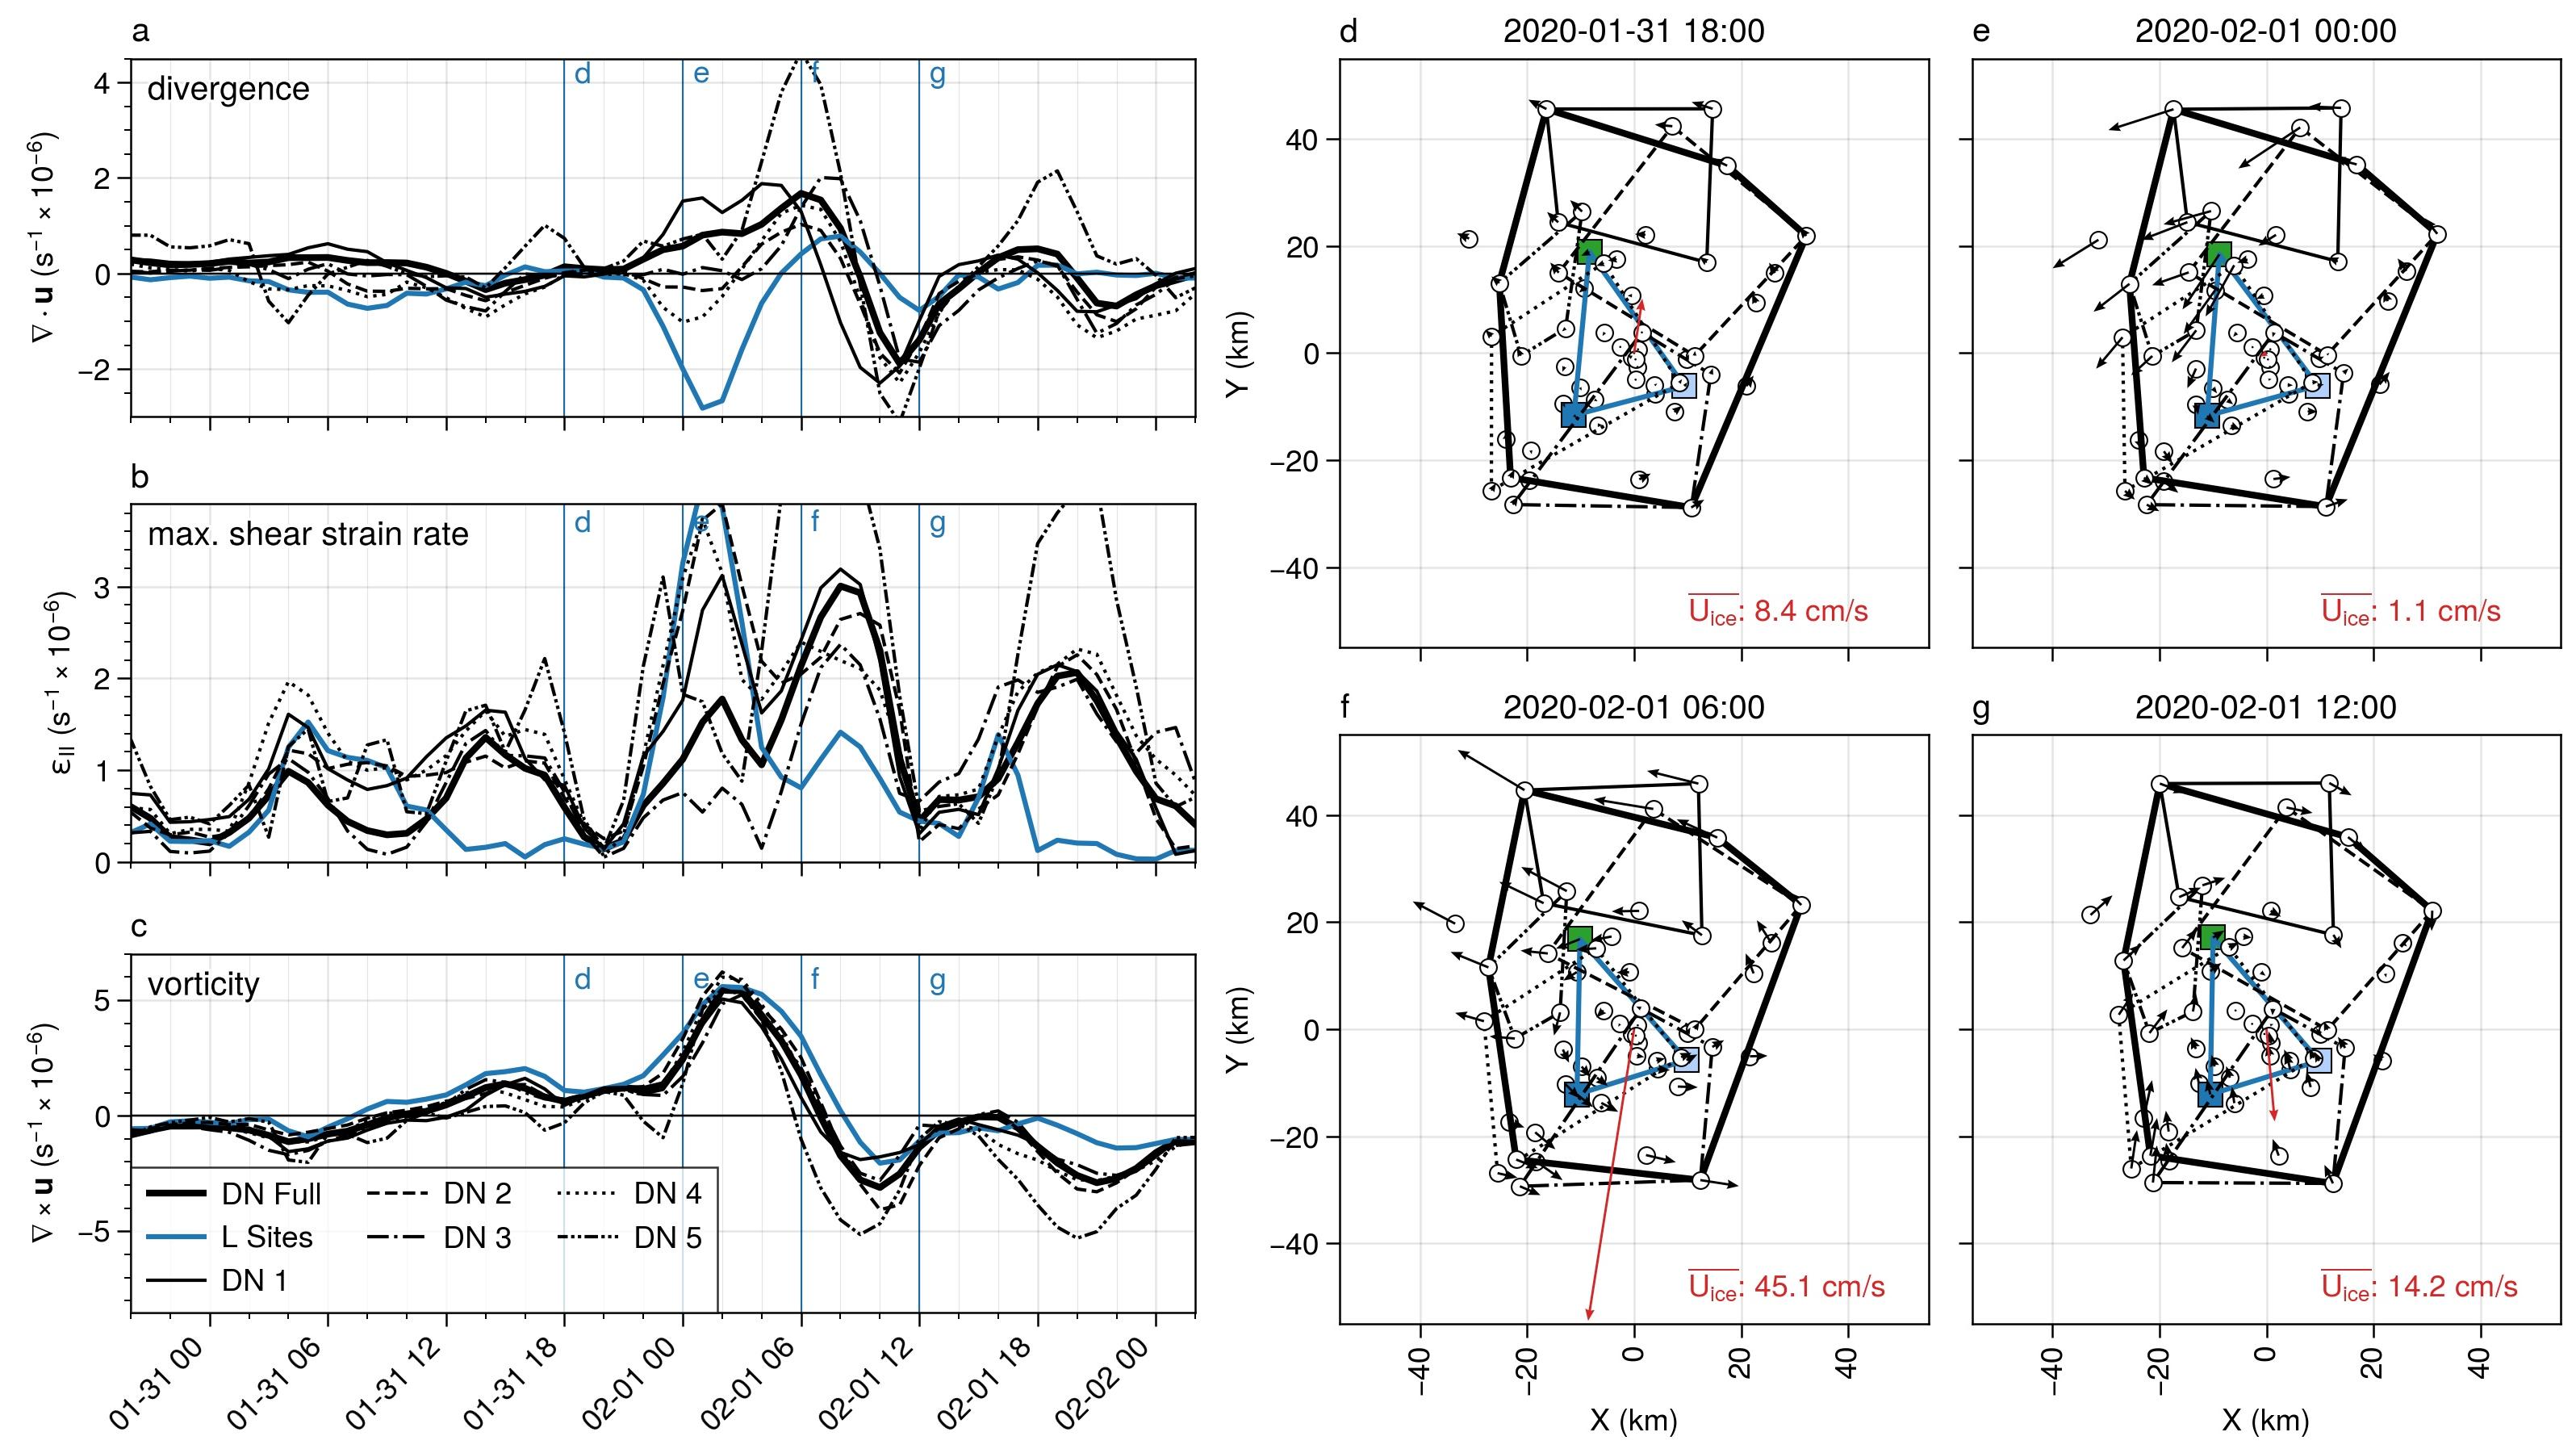 a
divergence
d
e
f
g
4
2
0
−2
∇ · u (s⁻¹ × 10⁻⁶)
b
max. shear strain rate
d
e
f
g
3
2
1
0
ε_II (s⁻¹ × 10⁻⁶)
c
vorticity
d
e
f
g
5
0
−5
∇ × u (s⁻¹ × 10⁻⁶)
DN Full
DN 2
DN 4
L Sites
DN 3
DN 5
DN 1
01-31 00
01-31 06
01-31 12
01-31 18
02-01 00
02-01 06
02-01 12
02-01 18
02-02 00
d
2020-01-31 18:00
40
20
0
−20
−40
Y (km)
U_ice: 8.4 cm/s
e
2020-02-01 00:00
U_ice: 1.1 cm/s
f
2020-02-01 06:00
40
20
0
−20
−40
Y (km)
U_ice: 45.1 cm/s
−40
−20
0
20
40
X (km)
g
2020-02-01 12:00
U_ice: 14.2 cm/s
−40
−20
0
20
40
X (km)